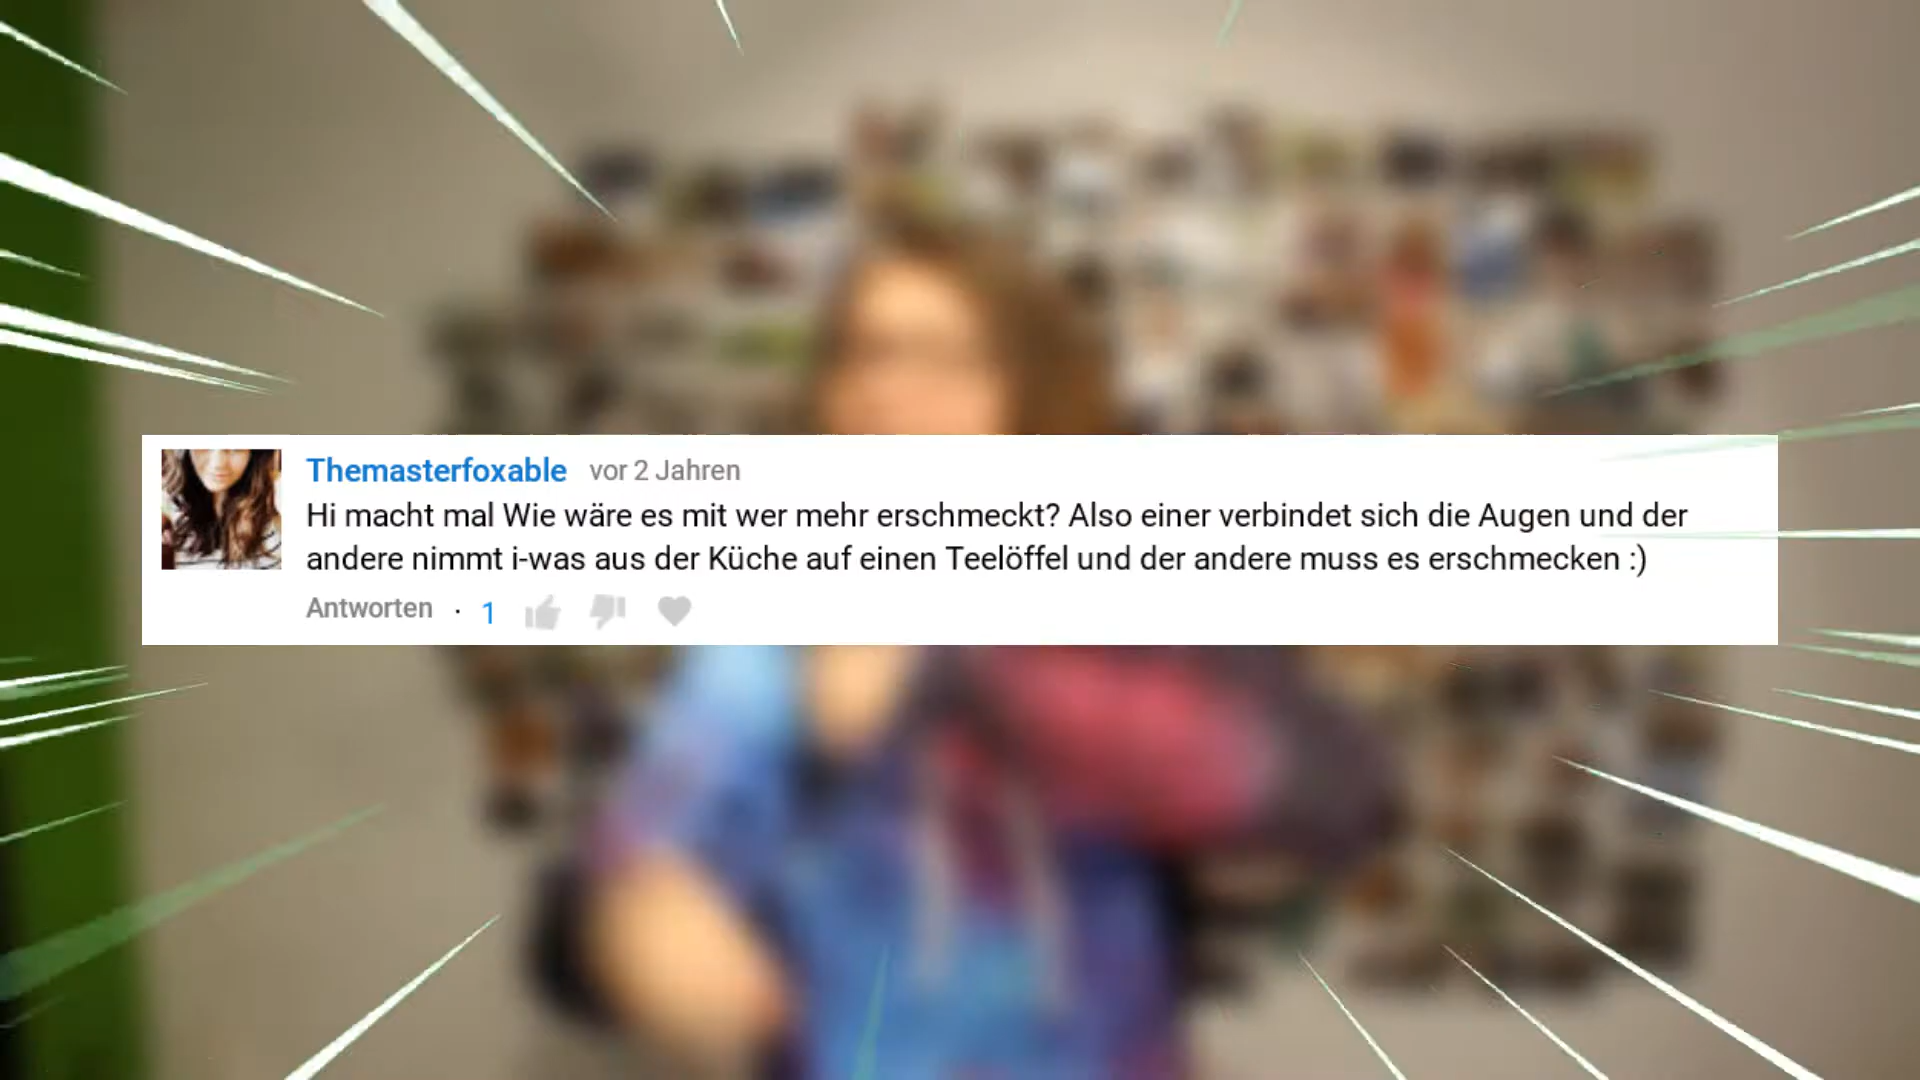 Themasterfoxable vor 2 Jahren
Hi macht mal Wie wäre es mit wer mehr erschmeckt? Also einer verbindet sich die Augen und der
andere nimmt i-was aus der Küche auf einen Teelöffel und der andere muss es erschmecken :)
Antworten · 1